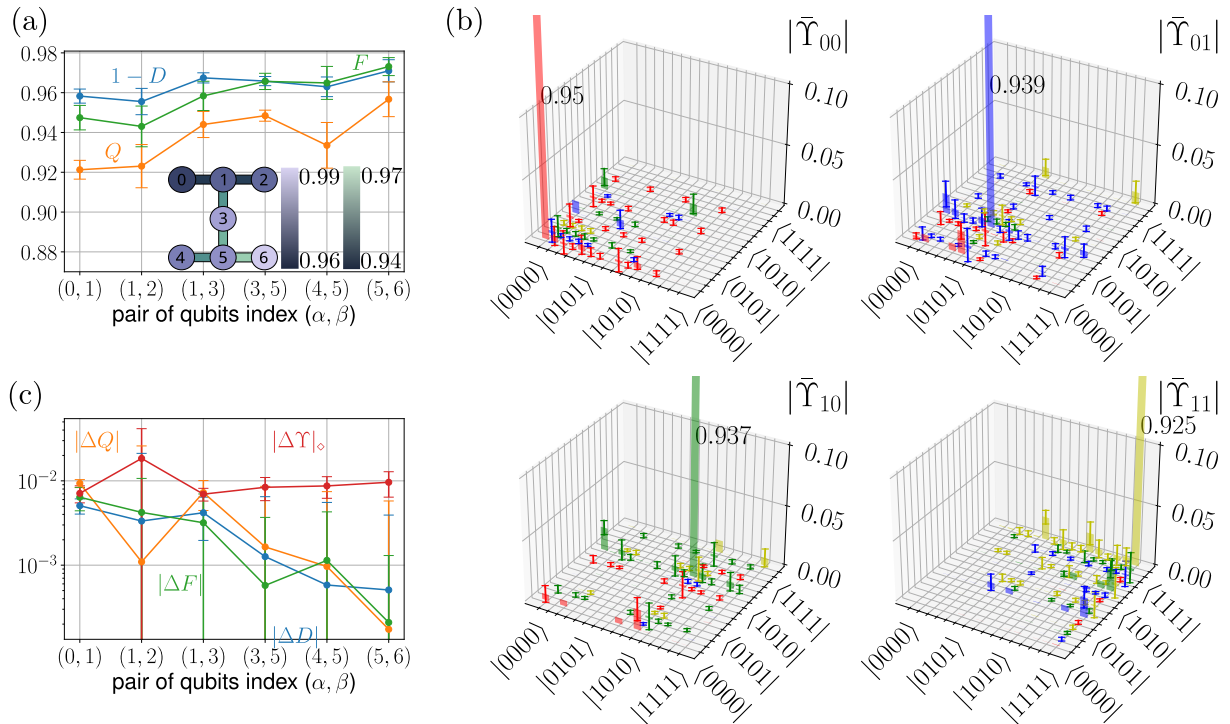 (a)
0.98
0.96
0.94
0.92
0.90
0.88
1 − D
F
Q
0 1 2
3
4 5 6
0.99
0.96
0.97
0.94
(0, 1) (1, 2) (1, 3) (3, 5) (4, 5) (5, 6)
pair of qubits index (α, β)
(b)
|Ῡ₀₀|
0.95
0.10
0.05
0.00
|0000⟩ |0101⟩ |1010⟩ |1111⟩
⟨0000| ⟨0101| ⟨1010| ⟨1111|
|Ῡ₀₁|
0.939
0.10
0.05
0.00
|0000⟩ |0101⟩ |1010⟩ |1111⟩
⟨0000| ⟨0101| ⟨1010| ⟨1111|
(c)
|ΔQ|
|ΔΥ|⋄
|ΔF|
|ΔD|
10⁻²
10⁻³
(0, 1) (1, 2) (1, 3) (3, 5) (4, 5) (5, 6)
pair of qubits index (α, β)
|Ῡ₁₀|
0.937
0.10
0.05
0.00
|0000⟩ |0101⟩ |1010⟩ |1111⟩
⟨0000| ⟨0101| ⟨1010| ⟨1111|
|Ῡ₁₁|
0.925
0.10
0.05
0.00
|0000⟩ |0101⟩ |1010⟩ |1111⟩
⟨0000| ⟨0101| ⟨1010| ⟨1111|